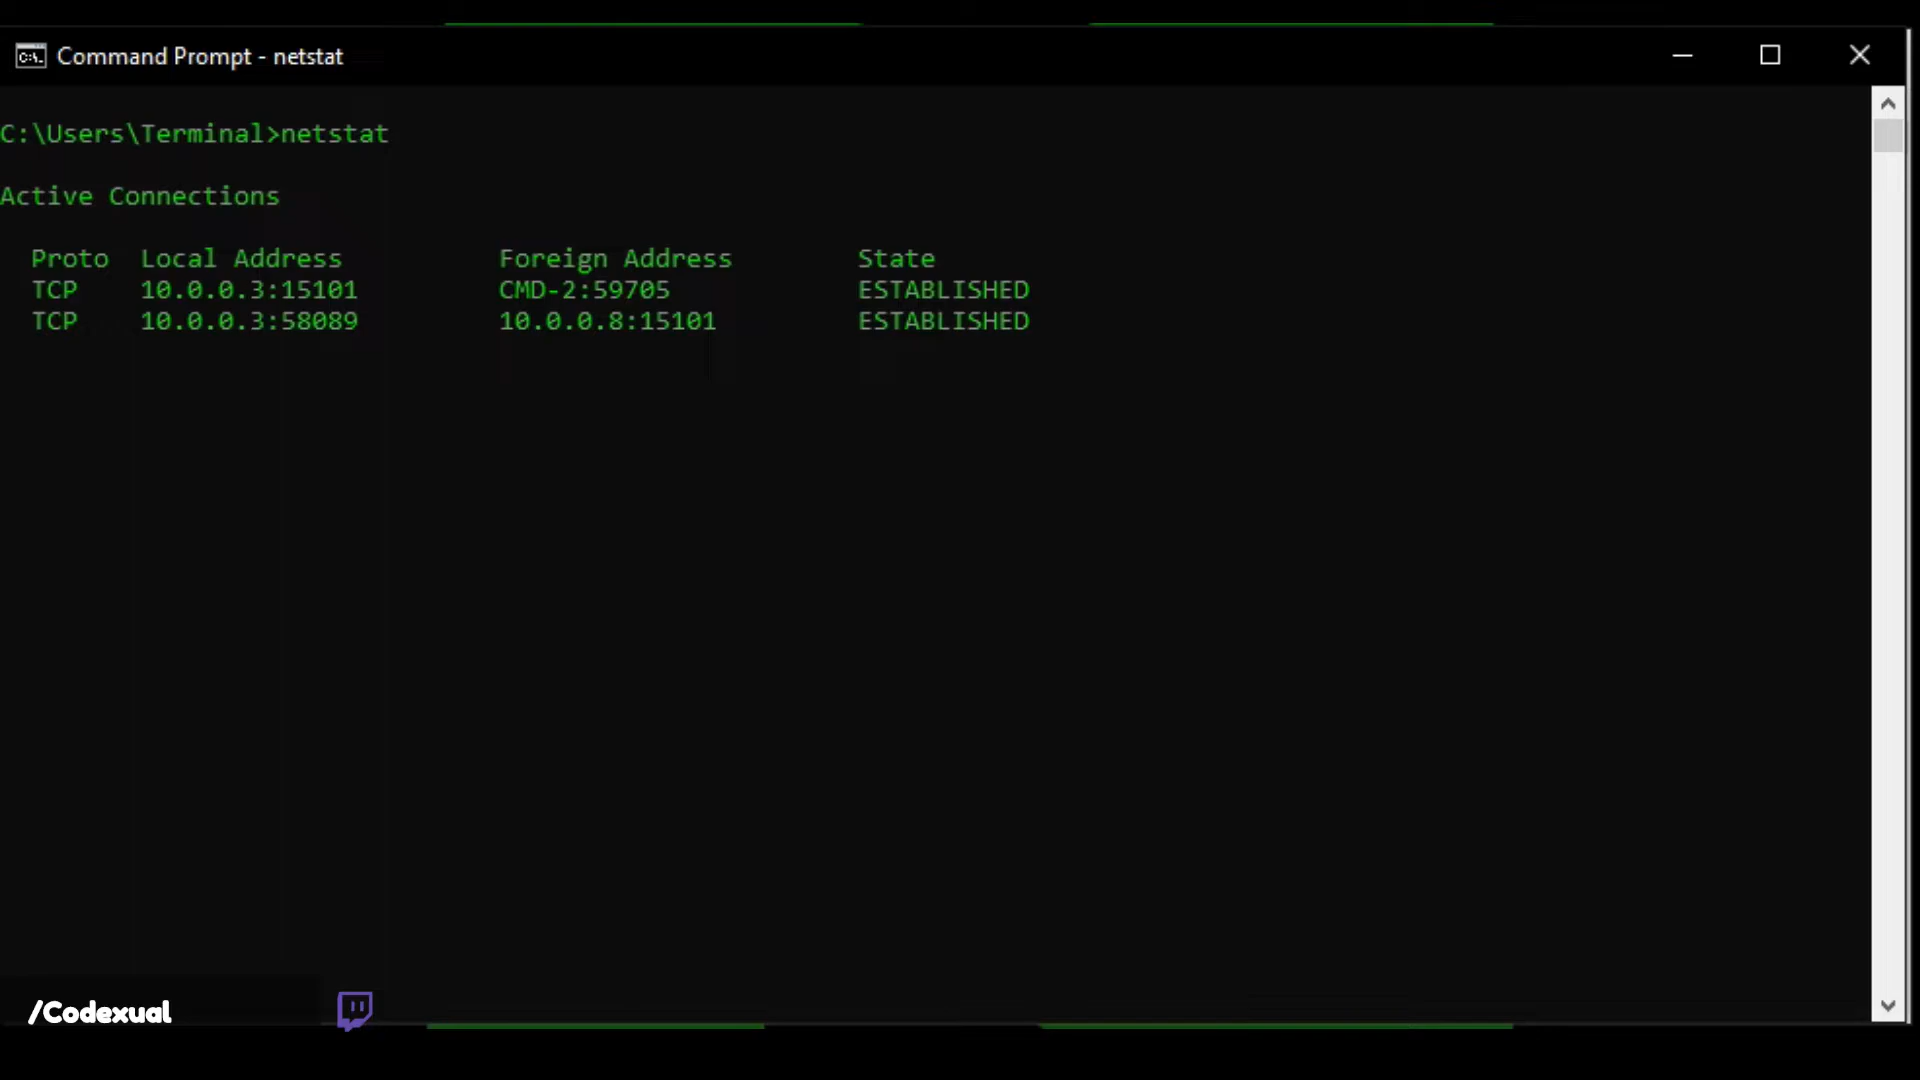 Command Prompt - netstat
C:\Users\Terminal>netstat
Active Connections
Proto Local Address Foreign Address State
TCP 10.0.0.3:15101 CMD-2:59705 ESTABLISHED
TCP 10.0.0.3:58089 10.0.0.8:15101 ESTABLISHED
/Codexual